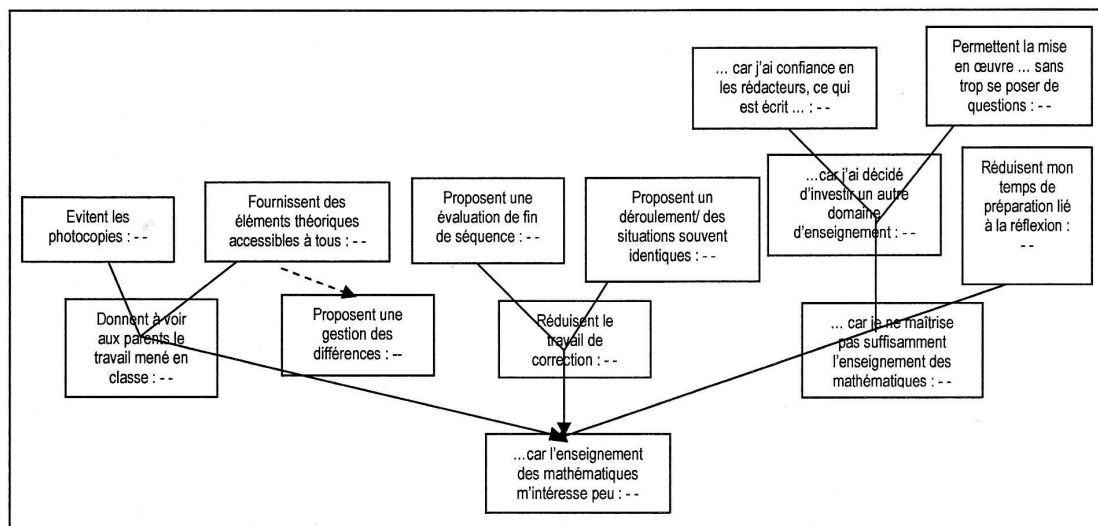 ... car j'ai confiance en
les rédacteurs, ce qui
est écrit ... : - -
Permettent la mise
en œuvre ... sans
trop se poser de
questions : - -
Evitent les
photocopies : - -
Fournissent des
éléments théoriques
accessibles à tous : - -
Proposent une
évaluation de fin
de séquence : - -
Proposent un
déroulement/ des
situations souvent
identiques : - -
...car j'ai décidé
d'investir un autre
domaine
d'enseignement : - -
Réduisent mon
temps de
préparation lié
à la réflexion :
- -
Donnent à voir
aux parents le
travail mené en
classe : - -
Proposent une
gestion des
différences : --
Réduisent le
travail de
correction : - -
... car je ne maîtrise
pas suffisamment
l'enseignement des
mathématiques : - -
...car l'enseignement
des mathématiques
m'intéresse peu : - -